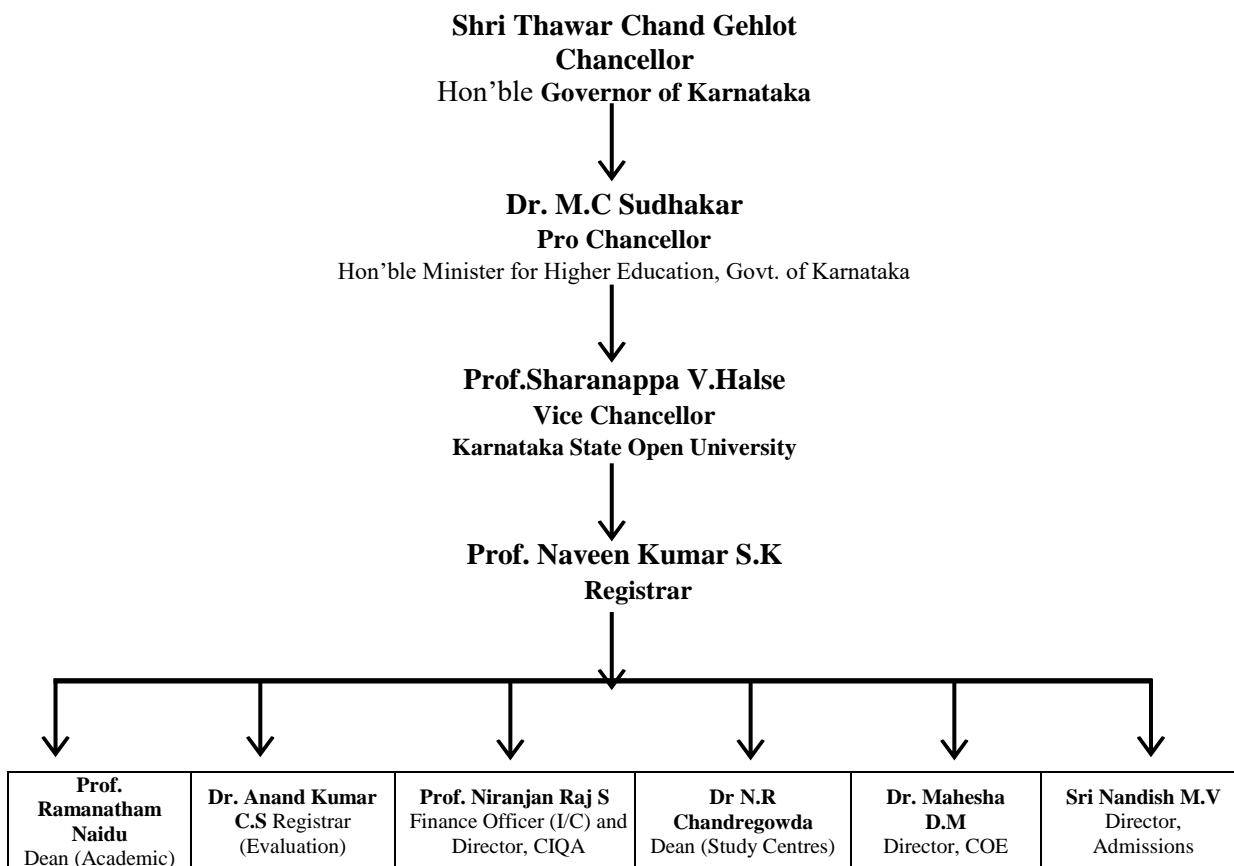 Shri Thawar Chand Gehlot
Chancellor
Hon’ble Governor of Karnataka
Dr. M.C Sudhakar
Pro Chancellor
Hon’ble Minister for Higher Education, Govt. of Karnataka
Prof.Sharanappa V.Halse
Vice Chancellor
Karnataka State Open University
Prof. Naveen Kumar S.K
Registrar
Prof.
Ramanatham
Naidu
Dean (Academic)
Dr. Anand Kumar
C.S Registrar
(Evaluation)
Prof. Niranjan Raj S
Finance Officer (I/C) and
Director, CIQA
Dr N.R
Chandregowda
Dean (Study Centres)
Dr. Mahesha
D.M
Director, COE
Sri Nandish M.V
Director,
Admissions